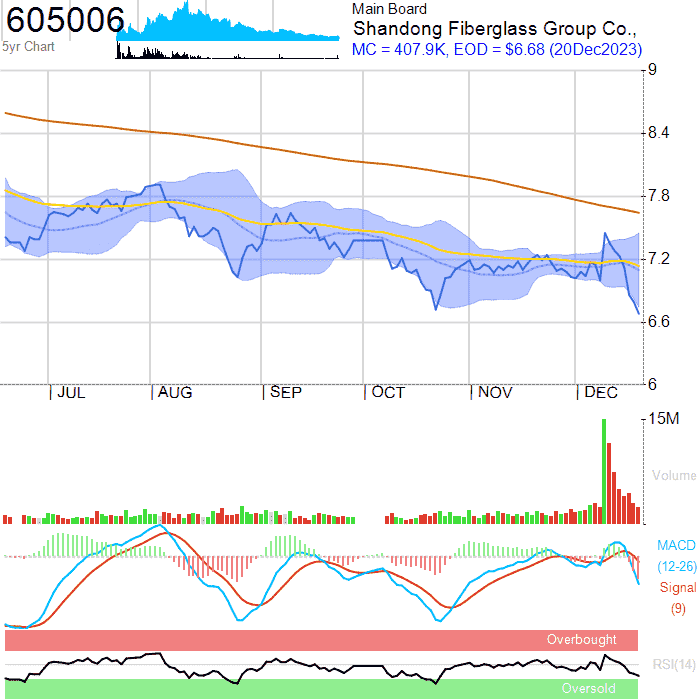 605006
5yr Chart
Main Board
Shandong Fiberglass Group Co.,
MC = 407.9K, EOD = $6.68 (20Dec2023)
9
8.4
7.8
7.2
6.6
6
JUL AUG SEP OCT NOV DEC
15M
Volume
MACD
(12-26)
Signal
(9)
Overbought
RSI(14)
Oversold